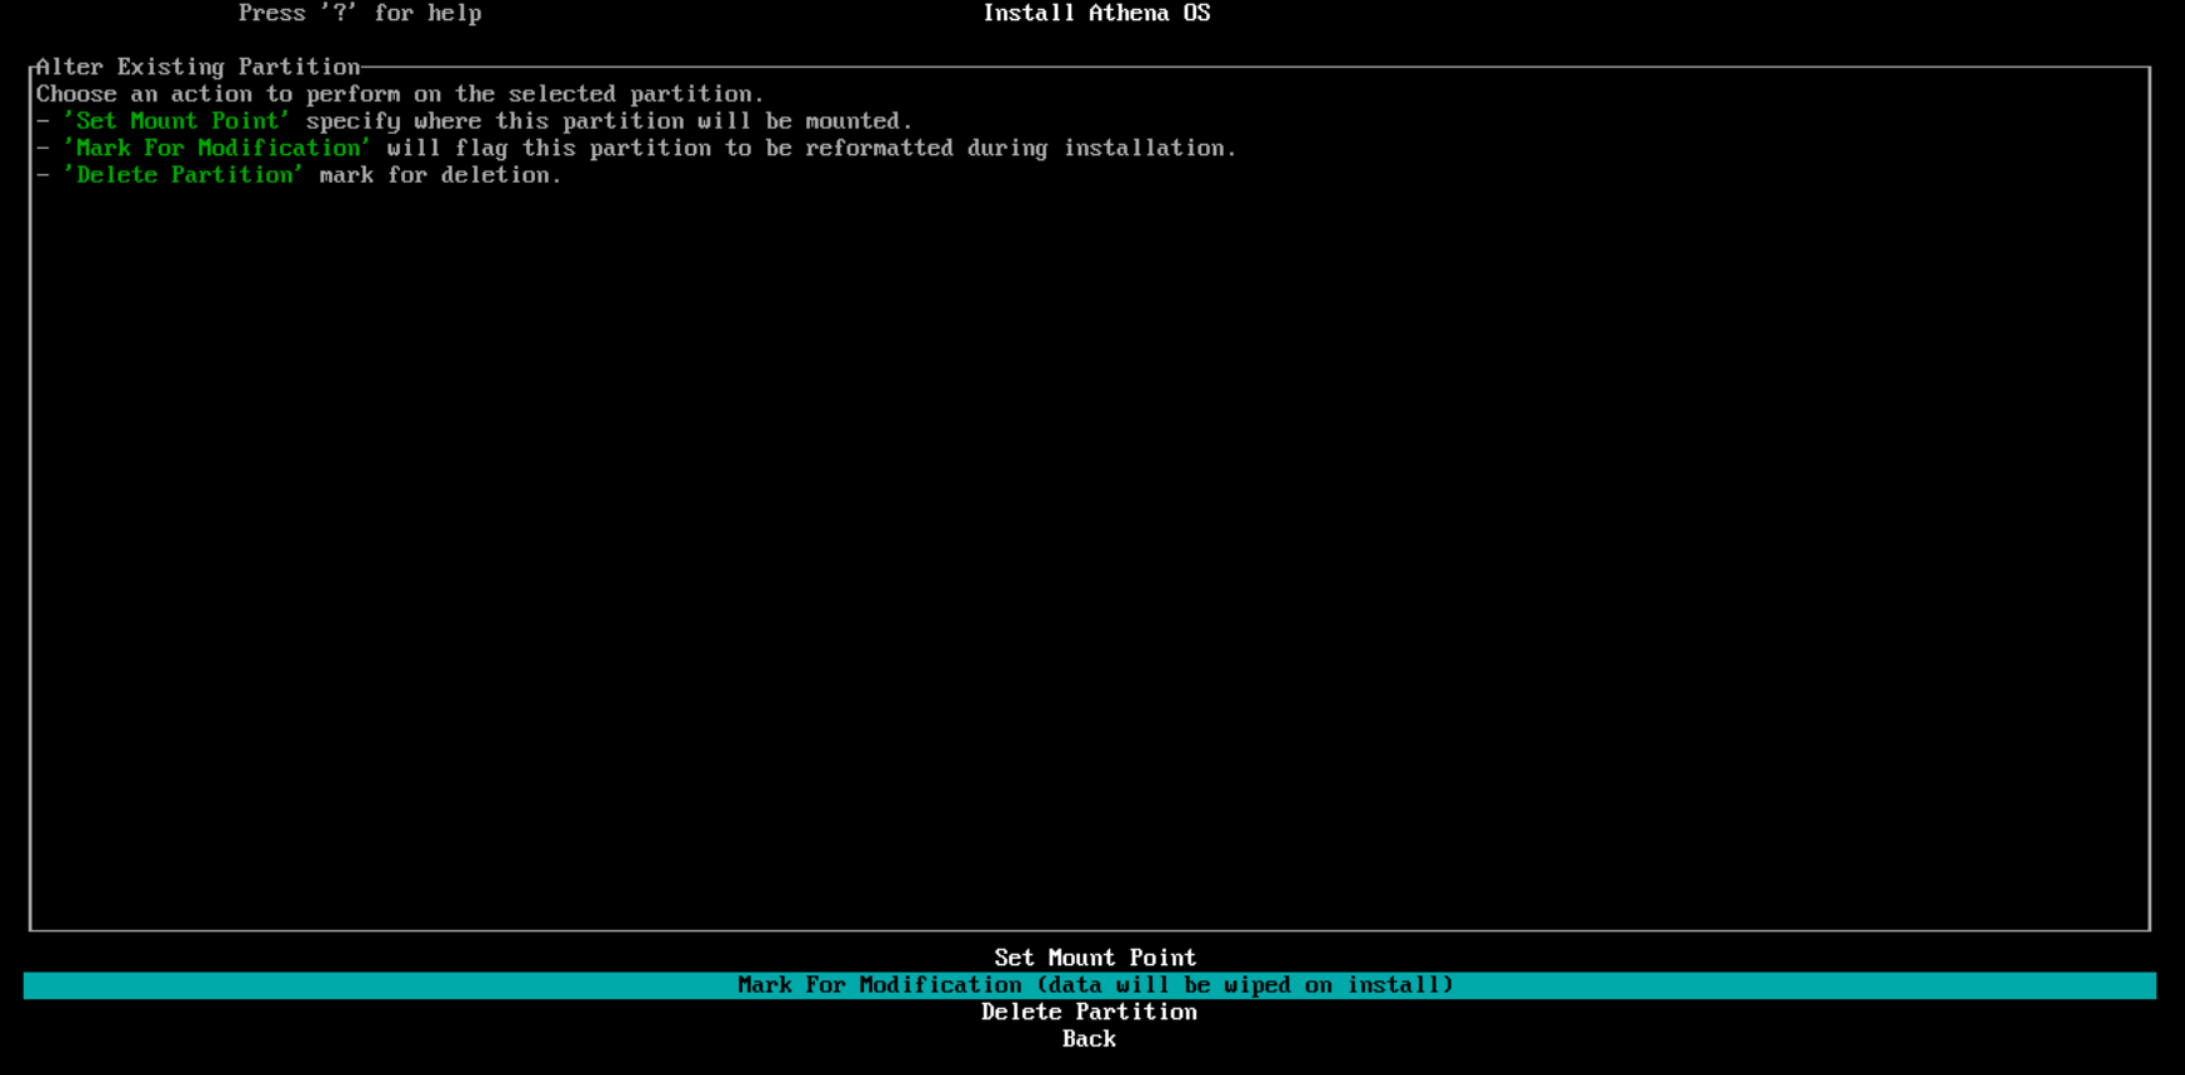 Press '?' for help
Install Athena OS
Alter Existing Partition
Choose an action to perform on the selected partition.
- 'Set Mount Point' specify where this partition will be mounted.
- 'Mark For Modification' will flag this partition to be reformatted during installation.
- 'Delete Partition' mark for deletion.
Set Mount Point
Mark For Modification (data will be wiped on install)
Delete Partition
Back